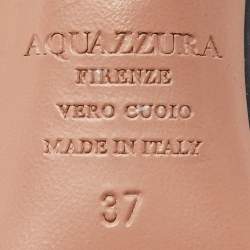 AQUAZZURA
FIRENZE
VERO CUOIO
MADE IN ITALY
37